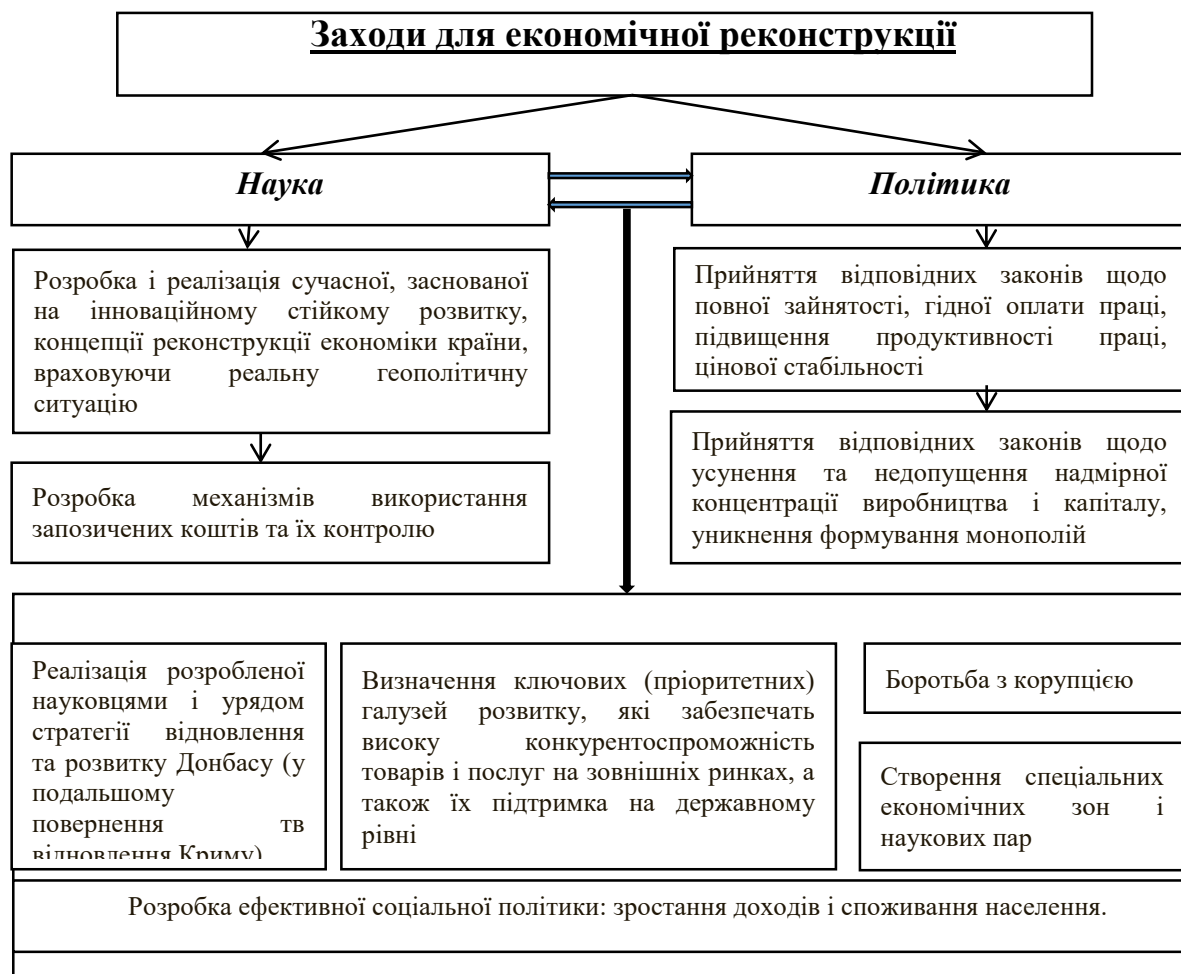 Заходи для економічної реконструкції
Наука
Політика
Розробка і реалізація сучасної, заснованої
на інноваційному стійкому розвитку,
концепції реконструкції економіки країни,
враховуючи реальну геополітичну
ситуацію
Розробка механізмів використання
запозичених коштів та їх контролю
Прийняття відповідних законів щодо
повної зайнятості, гідної оплати праці,
підвищення продуктивності праці,
цінової стабільності
Прийняття відповідних законів щодо
усунення та недопущення надмірної
концентрації виробництва і капіталу,
уникнення формування монополій
Реалізація розробленої
науковцями і урядом
стратегії відновлення
та розвитку Донбасу (у
подальшому
повернення тв
відновлення Криму)
Визначення ключових (пріоритетних)
галузей розвитку, які забезпечать
високу конкурентоспроможність
товарів і послуг на зовнішніх ринках, а
також їх підтримка на державному
рівні
Боротьба з корупцією
Створення спеціальних
економічних зон і
наукових пар
Розробка ефективної соціальної політики: зростання доходів і споживання населення.